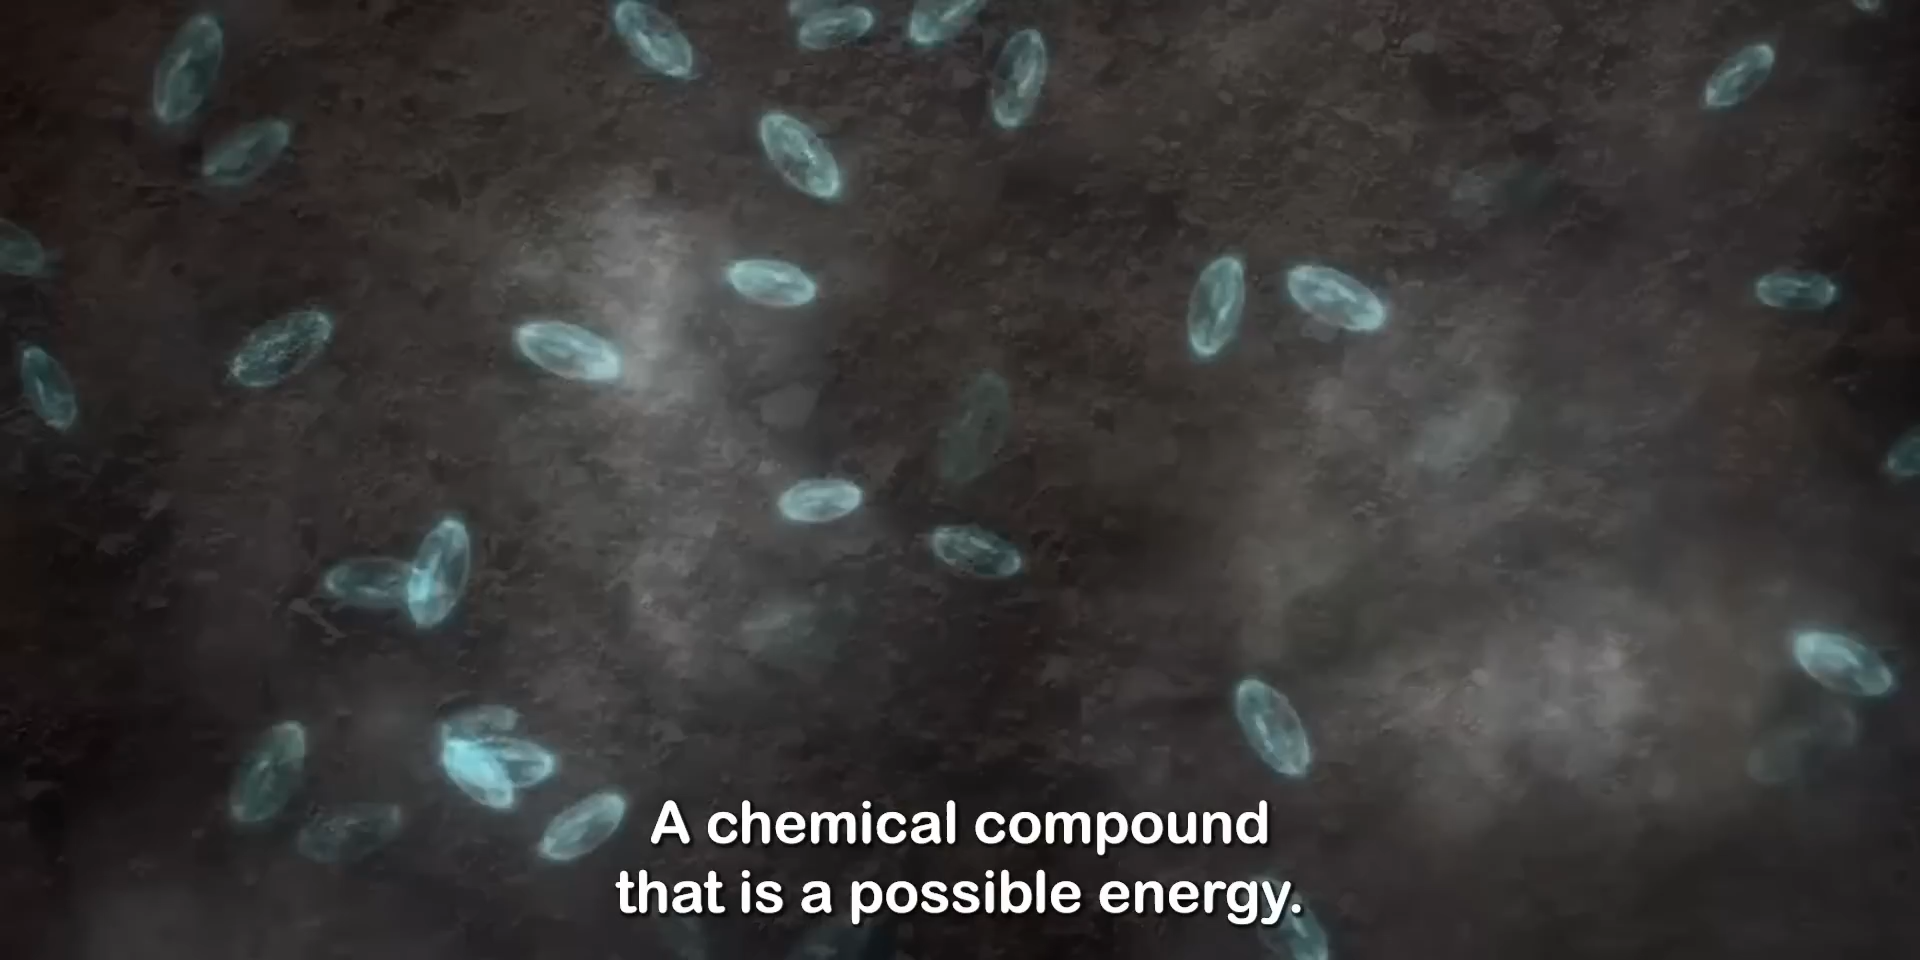 A chemical compound
that is a possible energy.